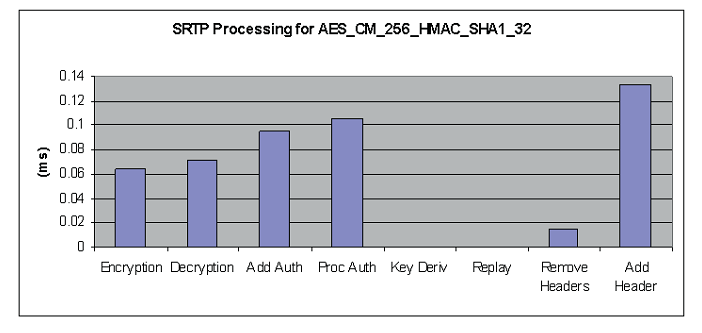 SRTP Processing for AES_CM_256_HMAC_SHA1_32
0.14
0.12
0.1
0.08
0.06
0.04
0.02
0
(ms)
Encryption Decryption Add Auth Proc Auth Key Deriv Replay Remove Add
Headers Header